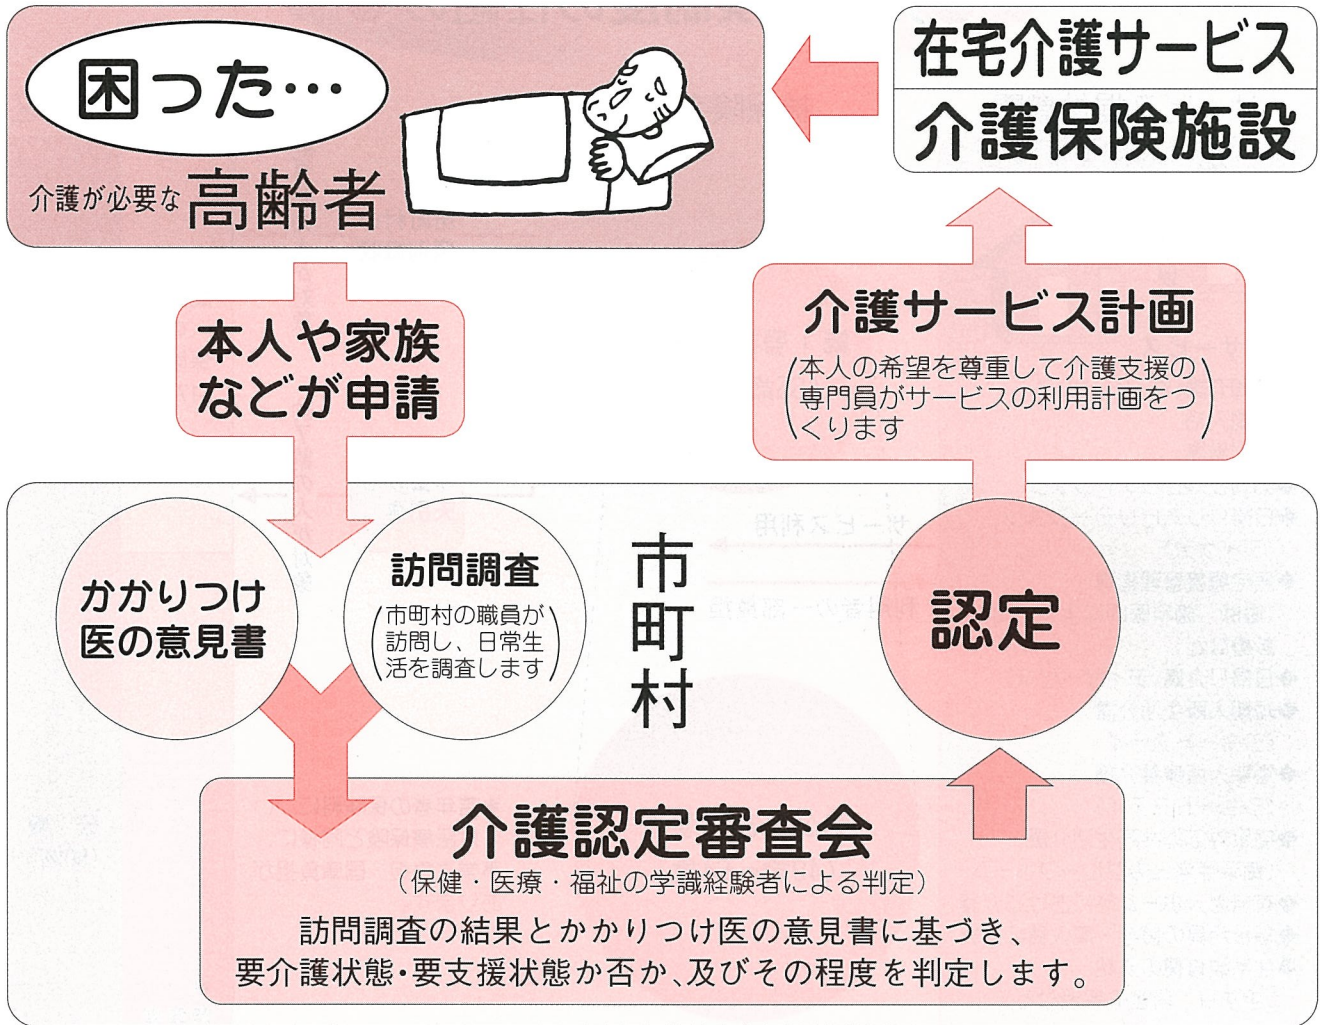 困った…
介護が必要な高齢者
本人や家族
などが申請
かかりつけ
医の意見書
訪問調査
(市町村の職員が
訪問し、日常生
活を調査します)
市町村
介護認定審査会
(保健・医療・福祉の学識経験者による判定)
訪問調査の結果とかかりつけ医の意見書に基づき、
要介護状態・要支援状態か否か、及びその程度を判定します。
認定
介護サービス計画
(本人の希望を尊重して介護支援の
専門員がサービスの利用計画をつ
くります)
在宅介護サービス
介護保険施設